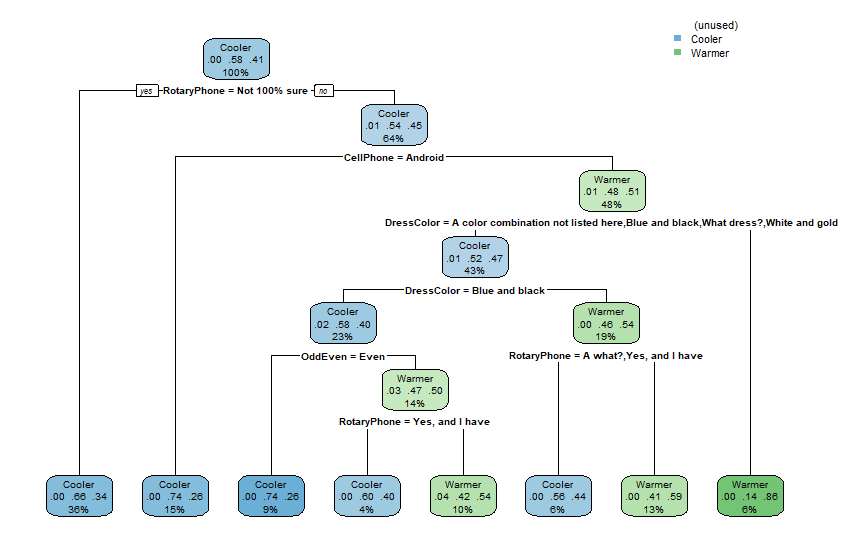 (unused)
Cooler
Warmer
Cooler
.00 .58 .41
100%
yes RotaryPhone = Not 100% sure no
Cooler
.01 .54 .45
64%
CellPhone = Android
Warmer
.01 .48 .51
48%
DressColor = A color combination not listed here,Blue and black,What dress?,White and gold
Cooler
.01 .52 .47
43%
DressColor = Blue and black
Cooler
.02 .58 .40
23%
Warmer
.00 .46 .54
19%
OddEven = Even
RotaryPhone = A what?,Yes, and I have
Warmer
.03 .47 .50
14%
RotaryPhone = Yes, and I have
Cooler
.00 .66 .34
36%
Cooler
.00 .74 .26
15%
Cooler
.00 .74 .26
9%
Cooler
.00 .60 .40
4%
Warmer
.04 .42 .54
10%
Cooler
.00 .56 .44
6%
Warmer
.00 .41 .59
13%
Warmer
.00 .14 .86
6%